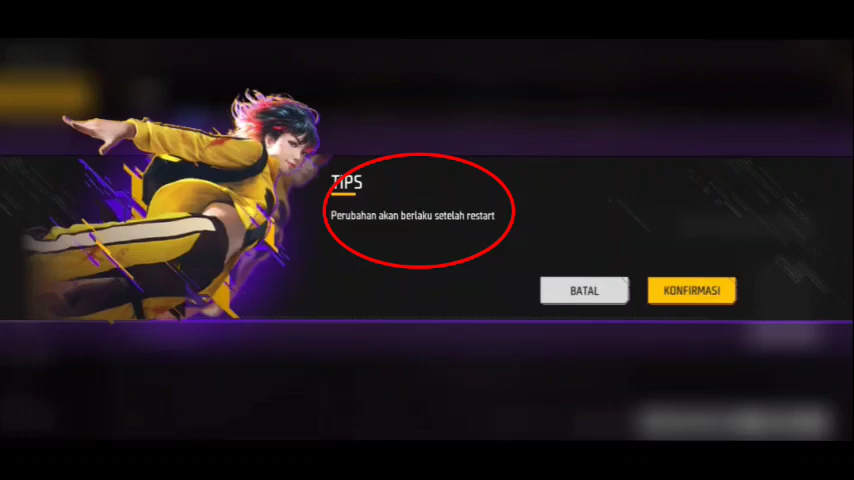 TIPS
Perubahan akan berlaku setelah restart
BATAL
KONFIRMASI